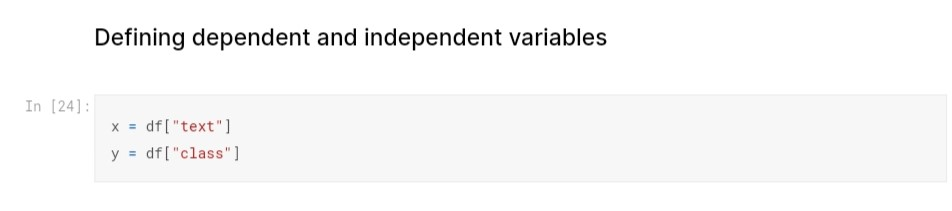 Defining dependent and independent variables
In [24]:
x = df["text"]
y = df["class"]